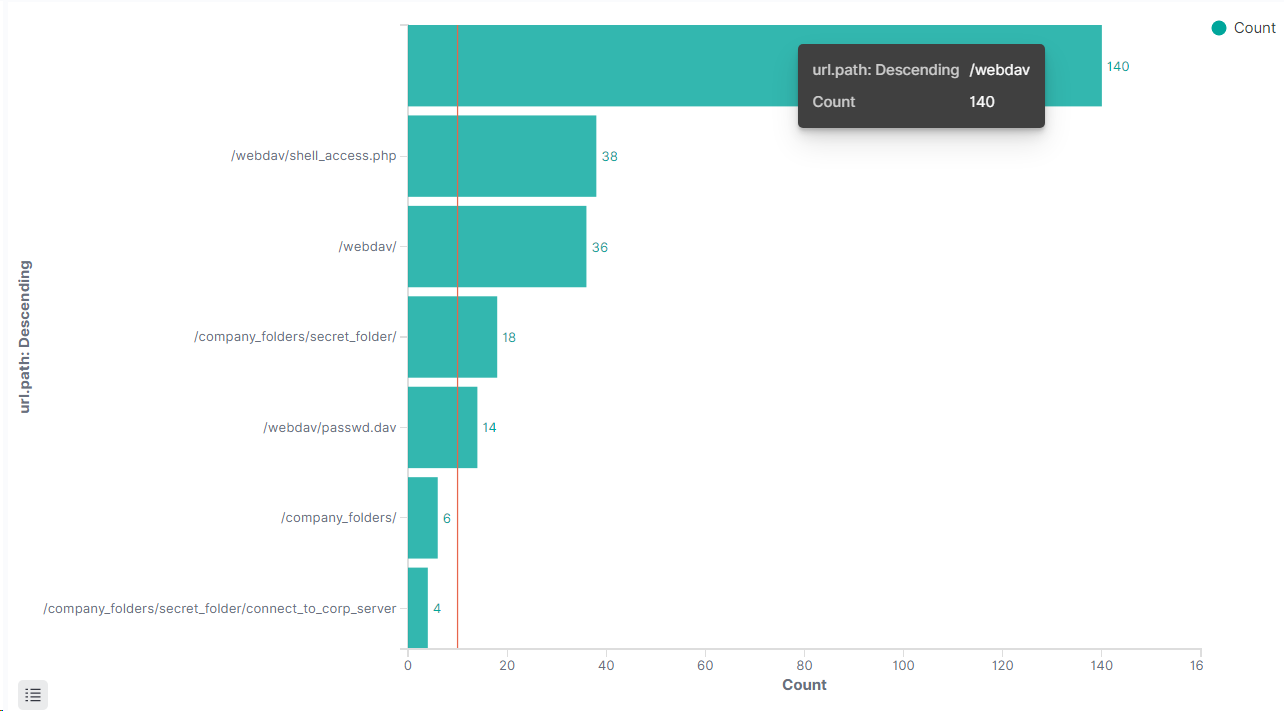 Count
url.path: Descending /webdav
Count 140
140
/webdav/shell_access.php 38
/webdav/ 36
/company_folders/secret_folder/ 18
/webdav/passwd.dav 14
/company_folders/ 6
/company_folders/secret_folder/connect_to_corp_server 4
url.path: Descending
0 20 40 60 80 100 120 140 16
Count